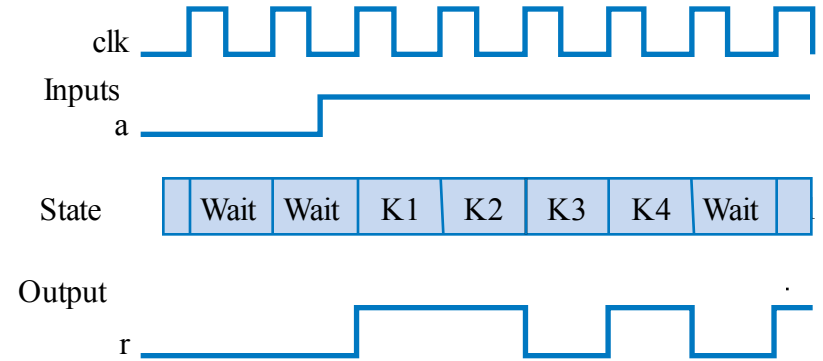 clk
Inputs
a
State Wait Wait K1 K2 K3 K4 Wait
Output
r